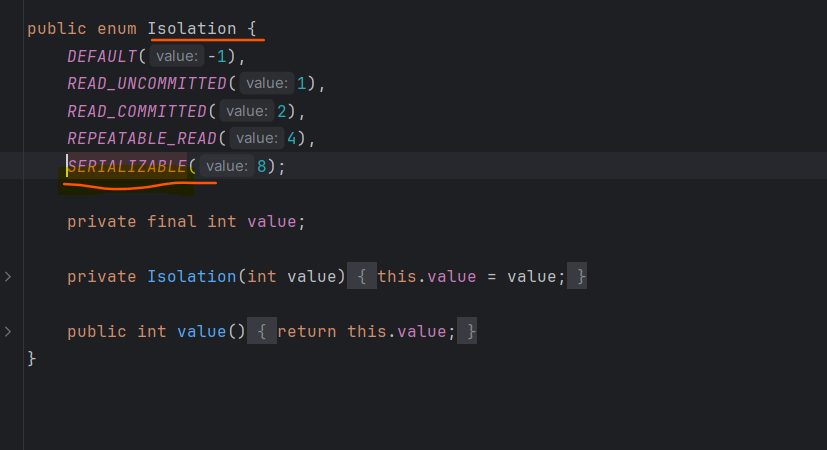 public enum Isolation {
DEFAULT( value: -1),
READ_UNCOMMITTED( value: 1),
READ_COMMITTED( value: 2),
REPEATABLE_READ( value: 4),
SERIALIZABLE( value: 8);
private final int value;
private Isolation(int value) { this.value = value; }
public int value() { return this.value; }
}